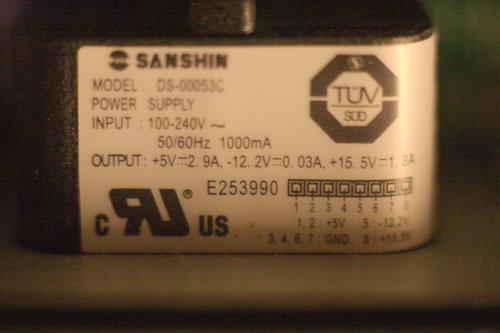 SANSHIN
MODEL : DS-00053C
POWER SUPPLY
INPUT : 100-240V ~
50/60Hz 1000mA
OUTPUT : +5V⎓2. 9A, -12. 2V⎓0. 03A, +15. 5V⎓1. 8A
TÜV
SÜD
E253990
1 2 3 4 5 6 7 8
c RU ® US
1, 2 : +5V 5 : -12.2V
3, 4, 6, 7 : GND 8 : +15.5V